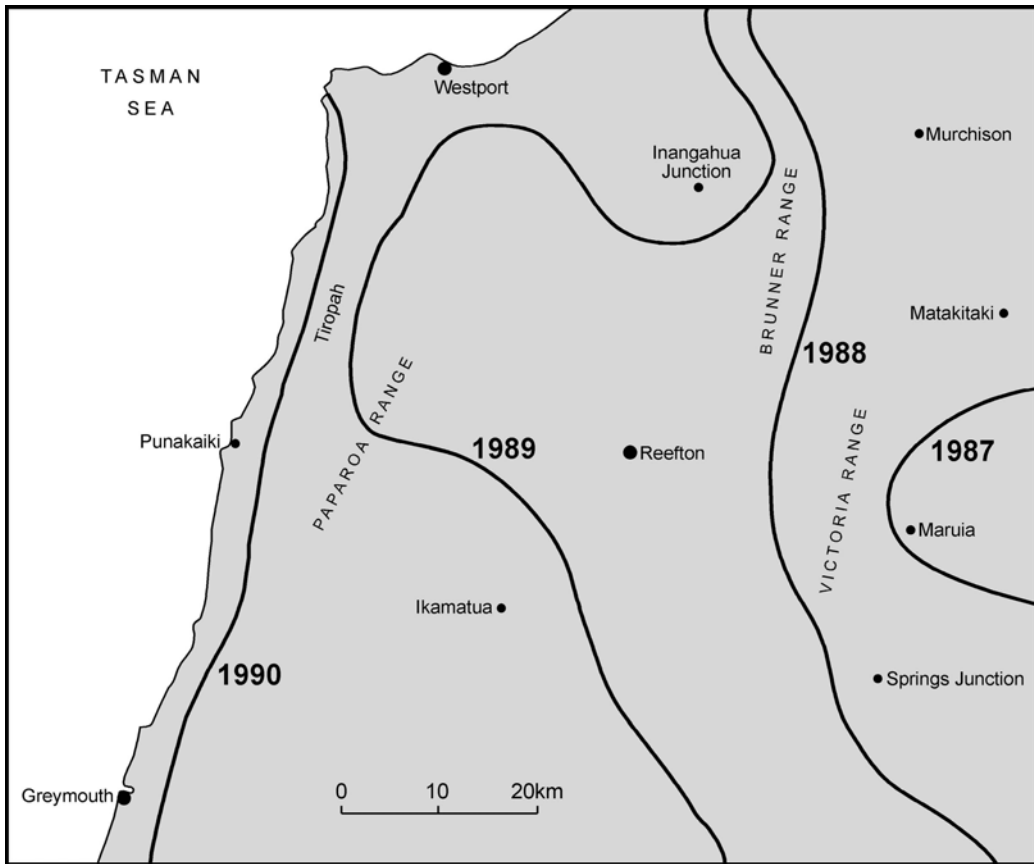 TASMAN
SEA
Westport
Murchison
Inangahua
Junction
BRUNNER RANGE
Tiropah
Matakitaki
1988
PAPAROA RANGE
Punakaiki
1989
Reefton
1987
VICTORIA RANGE
Maruia
Ikamatua
1990
Springs Junction
Greymouth
0 10 20km